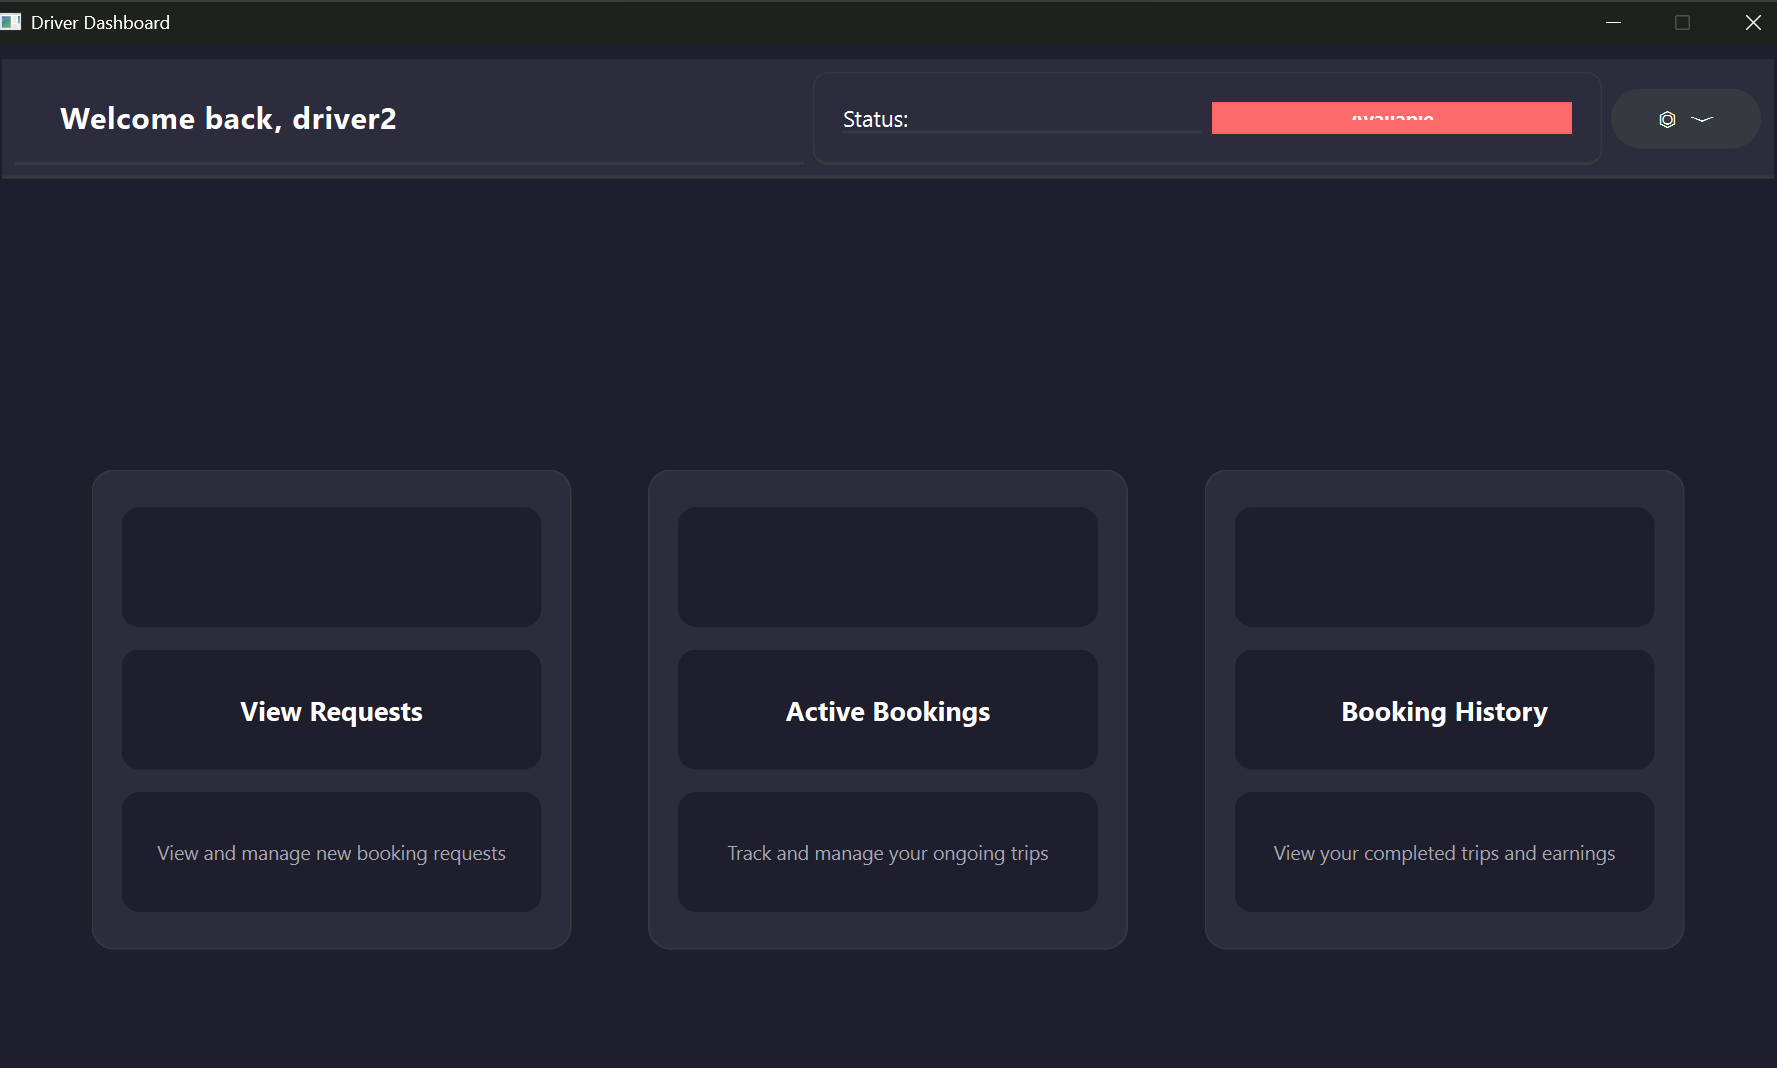 Driver Dashboard
Welcome back, driver2
Status:
Available
View Requests
Active Bookings
Booking History
View and manage new booking requests
Track and manage your ongoing trips
View your completed trips and earnings